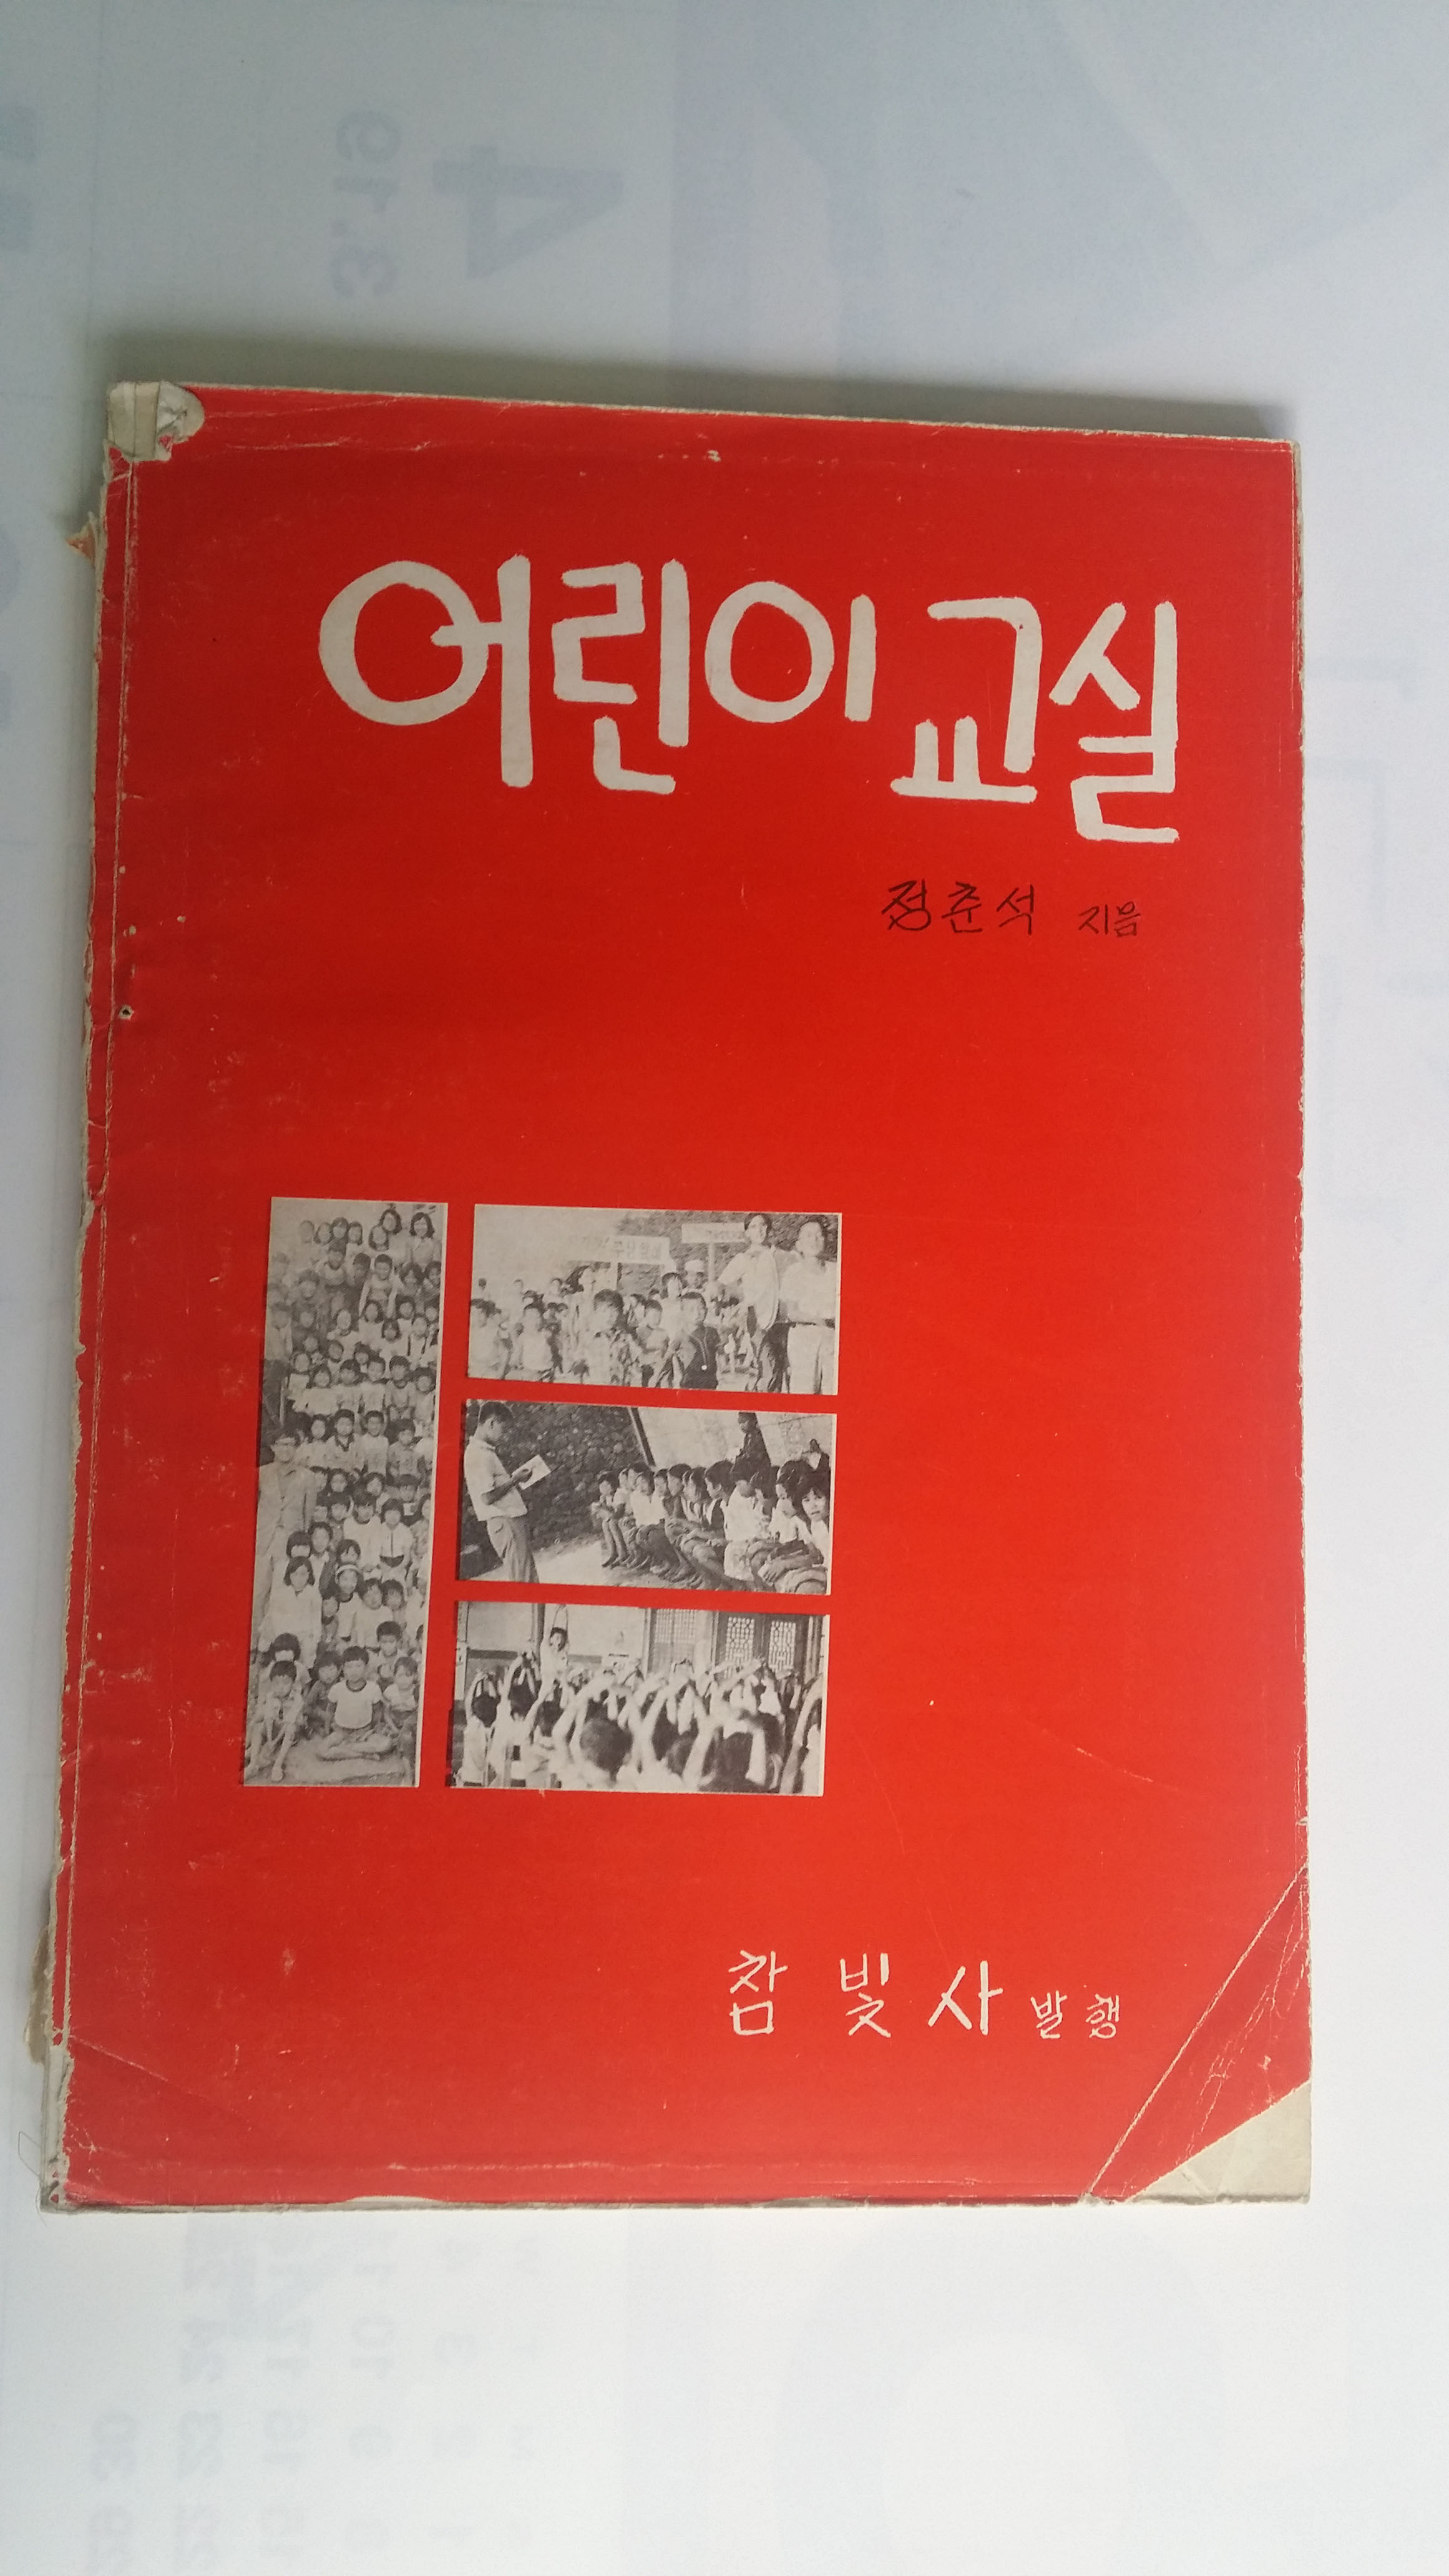 어린이 교실
정춘석 지음
참빛사 발행